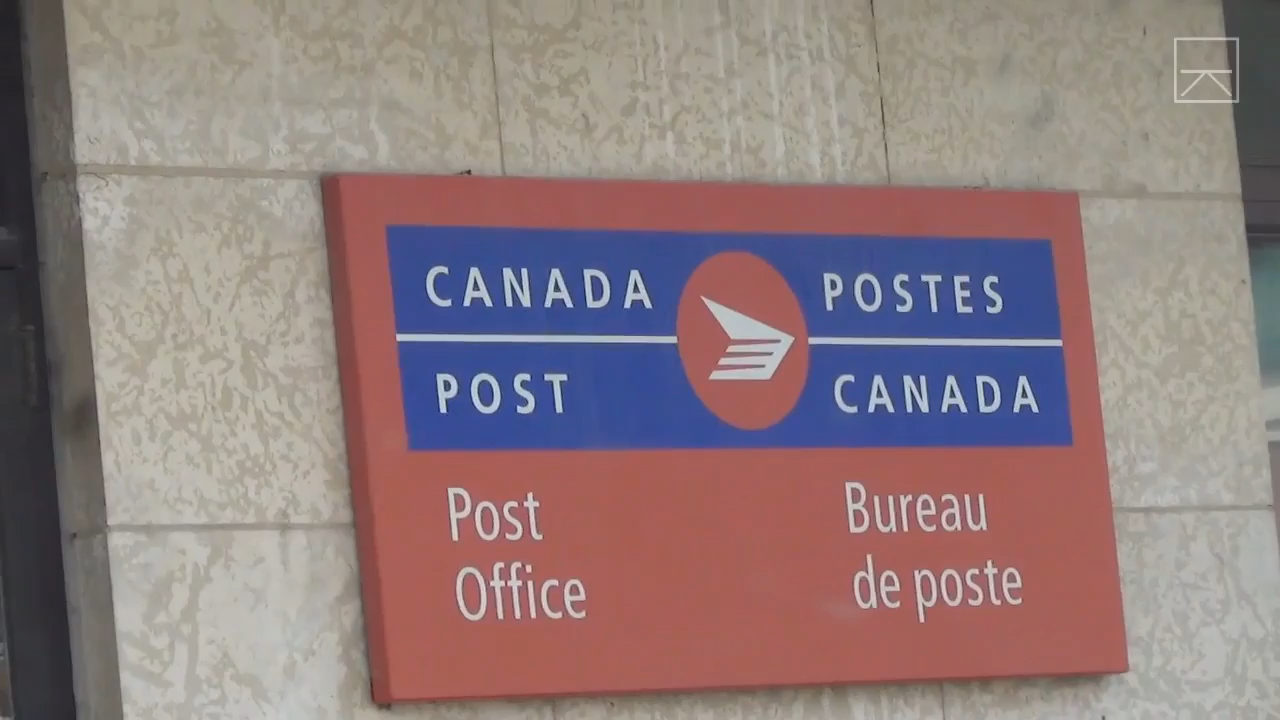 CANADA
POST
POSTES
CANADA
Post
Office
Bureau
de poste